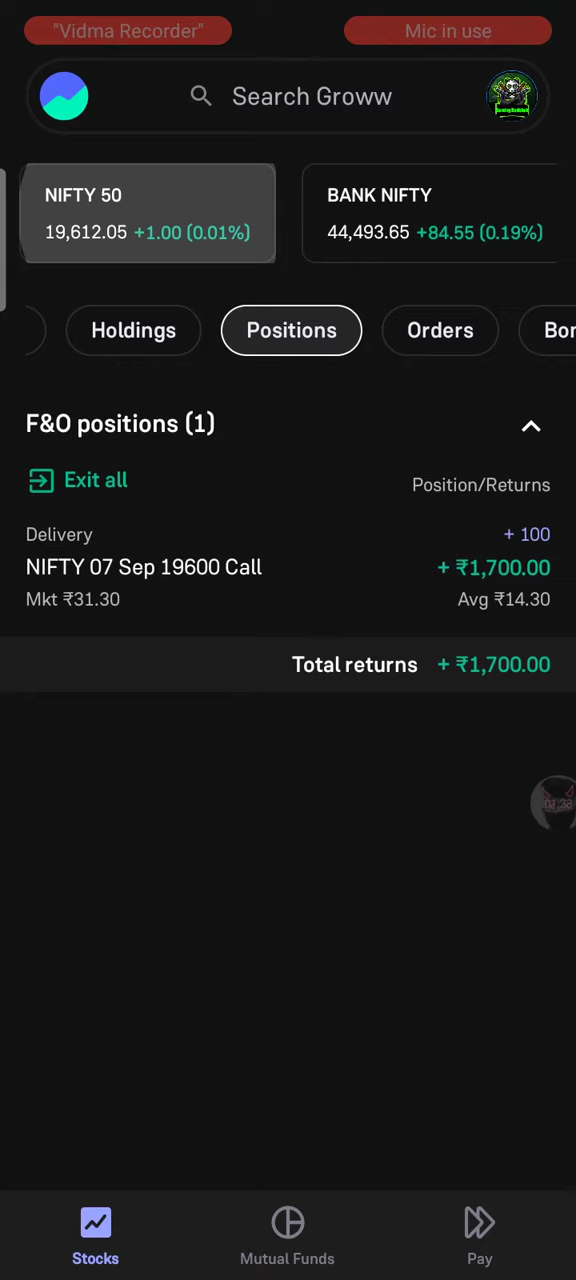 "Vidma Recorder"
Mic in use
Search Groww
NIFTY 50
19,612.05 +1.00 (0.01%)
BANK NIFTY
44,493.65 +84.55 (0.19%)
Holdings
Positions
Orders
Bon
F&O positions (1)
Exit all
Position/Returns
Delivery
+ 100
NIFTY 07 Sep 19600 Call
+ ₹1,700.00
Mkt ₹31.30
Avg ₹14.30
Total returns + ₹1,700.00
Stocks
Mutual Funds
Pay